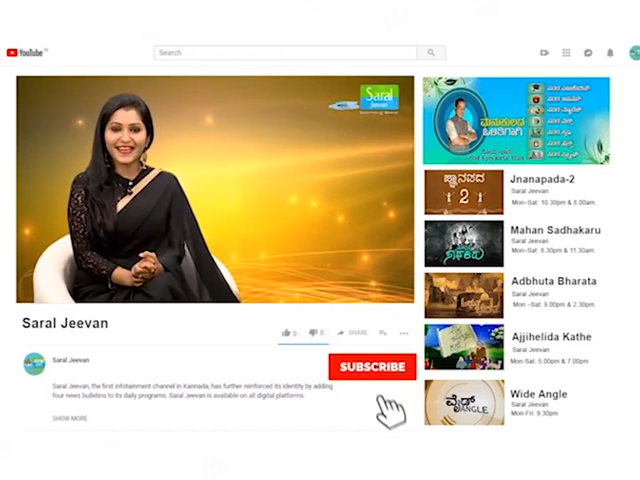 YouTube
Search
Saral
Jeevan
Saral Jeevan
0
0
SHARE
Saral Jeevan
SUBSCRIBE
Saral Jeevan, the first infotainment channel in Kannada, has further reinforced its identity by adding
four news bulletins to its daily programs. Saral Jeevan is available on all digital platforms.
SHOW MORE
ಮನುಕುಲದ
ಒಳಿತಿಗಾಗಿ
Jnanapada-2
Saral Jeevan
Mon-Sat: 10.30pm & 8.00am.
2
Mahan Sadhakaru
Saral Jeevan
Mon-Sat: 8.30pm & 11.30am.
Adbhuta Bharata
Saral Jeevan
Mon -Sat: 9.00pm & 2.30pm.
Ajjihelida Kathe
Saral Jeevan
Mon-Sat: 5.00pm & 7.00pm
Wide Angle
Saral Jeevan
Mon-Fri: 9.30pm
ವೈಡ್
ANGLE